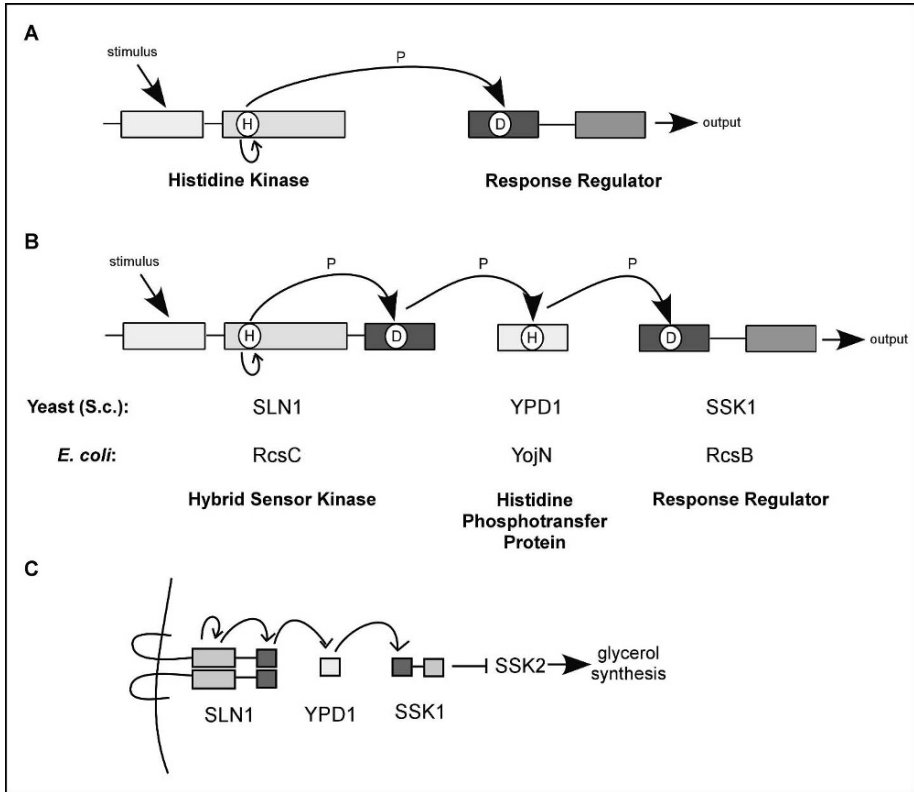 A
stimulus
P
H
D
output
Histidine Kinase
Response Regulator
B
stimulus
P
P
P
H
D
H
D
output
Yeast (S.c.):
SLN1
YPD1
SSK1
E. coli:
RcsC
YojN
RcsB
Hybrid Sensor Kinase
Histidine
Phosphotransfer
Protein
Response Regulator
C
SLN1
YPD1
SSK1
SSK2
glycerol
synthesis